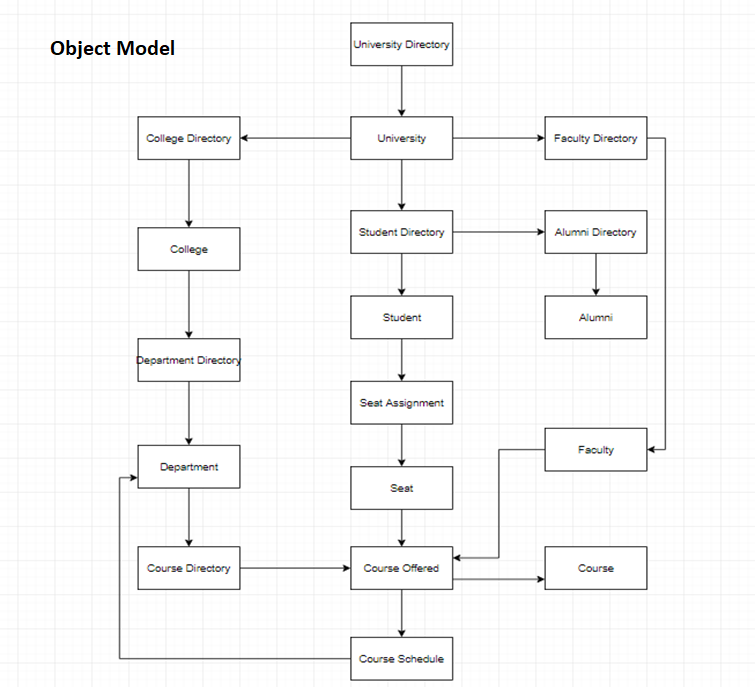 Object Model
University Directory
College Directory
University
Faculty Directory
Student Directory
Alumni Directory
College
Student
Alumni
Department Directory
Seat Assignment
Faculty
Department
Seat
Course Directory
Course Offered
Course
Course Schedule